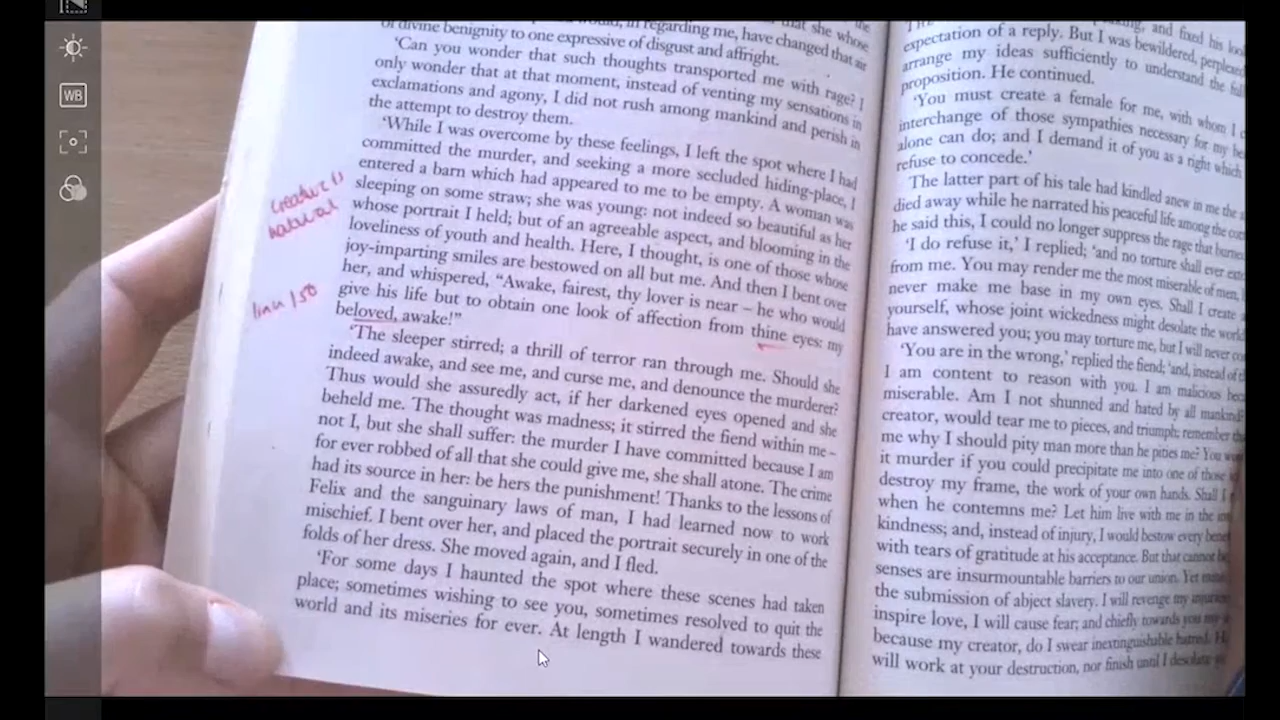 WB
of divine benignity to one expressive of disgust and affright.
'Can you wonder that such thoughts transported me with rage? I
only wonder that at that moment, instead of venting my sensations in
exclamations and agony, I did not rush among mankind and perish in
the attempt to destroy them.
'While I was overcome by these feelings, I left the spot where I had
committed the murder, and seeking a more secluded hiding-place, I
entered a barn which had appeared to me to be empty. A woman was
sleeping on some straw; she was young: not indeed so beautiful as her
whose portrait I held; but of an agreeable aspect, and blooming in the
loveliness of youth and health. Here, I thought, is one of those whose
joy-imparting smiles are bestowed on all but me. And then I bent over
her, and whispered, "Awake, fairest, thy lover is near – he who would
give his life but to obtain one look of affection from thine eyes: my
beloved, awake!"
'The sleeper stirred; a thrill of terror ran through me. Should she
indeed awake, and see me, and curse me, and denounce the murderer?
Thus would she assuredly act, if her darkened eyes opened and she
beheld me. The thought was madness; it stirred the fiend within me –
not I, but she shall suffer: the murder I have committed because I am
for ever robbed of all that she could give me, she shall atone. The crime
had its source in her: be hers the punishment! Thanks to the lessons of
Felix and the sanguinary laws of man, I had learned now to work
mischief. I bent over her, and placed the portrait securely in one of the
folds of her dress. She moved again, and I fled.
'For some days I haunted the spot where these scenes had taken
place; sometimes wishing to see you, sometimes resolved to quit the
world and its miseries for ever. At length I wandered towards these
natural
and fixed his
expectation of a reply. But I was bewildered, perplexed
arrange my ideas sufficiently to understand the full
proposition. He continued.
'You must create a female for me, with whom I
interchange of those sympathies necessary for my
alone can do; and I demand it of you as a right which
refuse to concede.'
The latter part of his tale had kindled anew in me the
died away while he narrated his peaceful life among the
he said this, I could no longer suppress the rage that burned
'I do refuse it,' I replied; 'and no torture shall ever
from me. You may render me the most miserable of men,
never make me base in my own eyes. Shall I create
yourself, whose joint wickedness might desolate the world
have answered you; you may torture me, but I will never
'You are in the wrong,' replied the fiend; 'and, instead of
I am content to reason with you. I am malicious
miserable. Am I not shunned and hated by all mankind?
creator, would tear me to pieces, and triumph; remember
me why I should pity man more than he pities me? You
it murder if you could precipitate me into one of those
destroy my frame, the work of your own hands. Shall I
when he contemns me? Let him live with me in the
kindness; and, instead of injury, I would bestow every
with tears of gratitude at his acceptance. But that cannot
senses are insurmountable barriers to our union. Yet
the submission of abject slavery. I will revenge my
inspire love, I will cause fear; and chiefly towards you
because my creator, do I swear inextinguishable hatred.
will work at your destruction, nor finish until I desolate